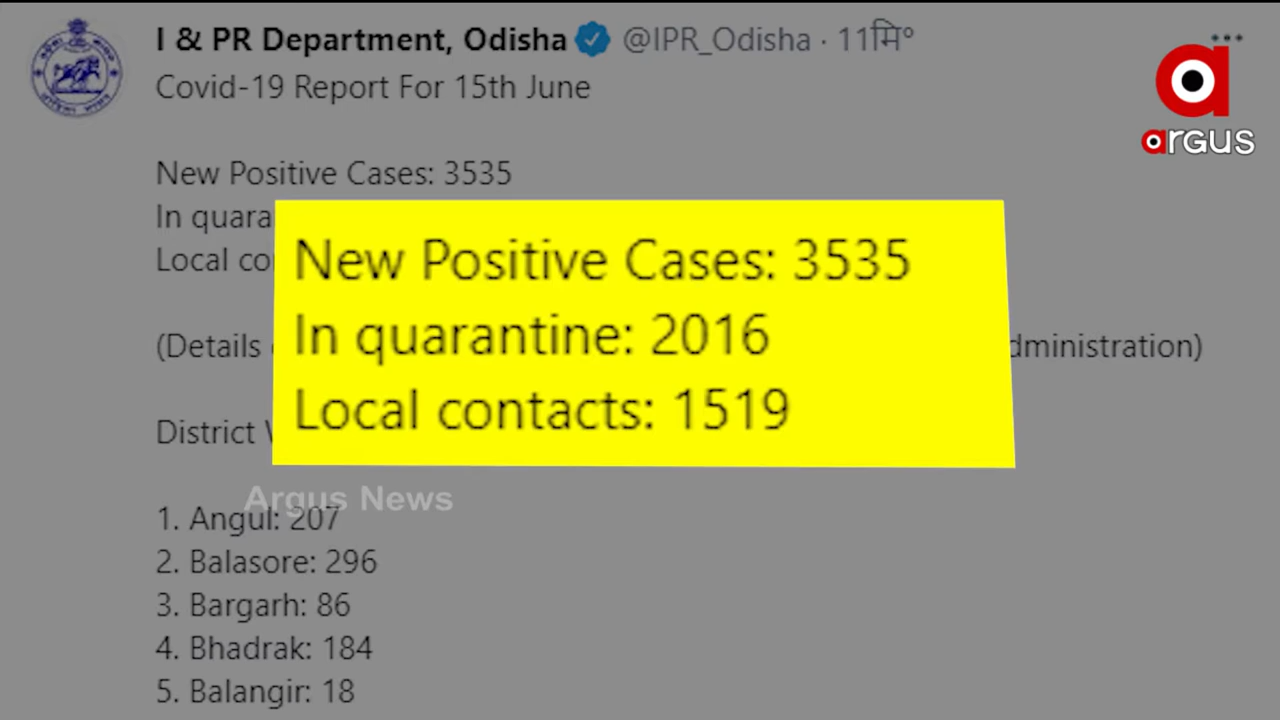 I & PR Department, Odisha @IPR_Odisha · 11मि°
Covid-19 Report For 15th June
argus
New Positive Cases: 3535
In quara
Local co
New Positive Cases: 3535
In quarantine: 2016
Local contacts: 1519
(Details
dministration)
District
Argus News
1. Angul: 207
2. Balasore: 296
3. Bargarh: 86
4. Bhadrak: 184
5. Balangir: 18